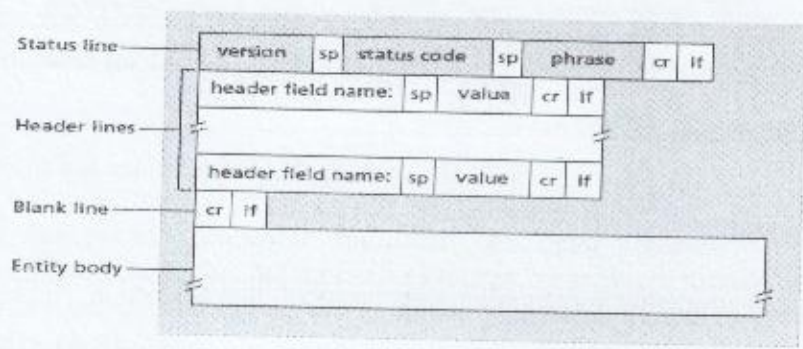 Status line version sp status code sp phrase cr lf
header field name: sp value cr lf
Header lines
header field name: sp value cr lf
Blank line cr lf
Entity body